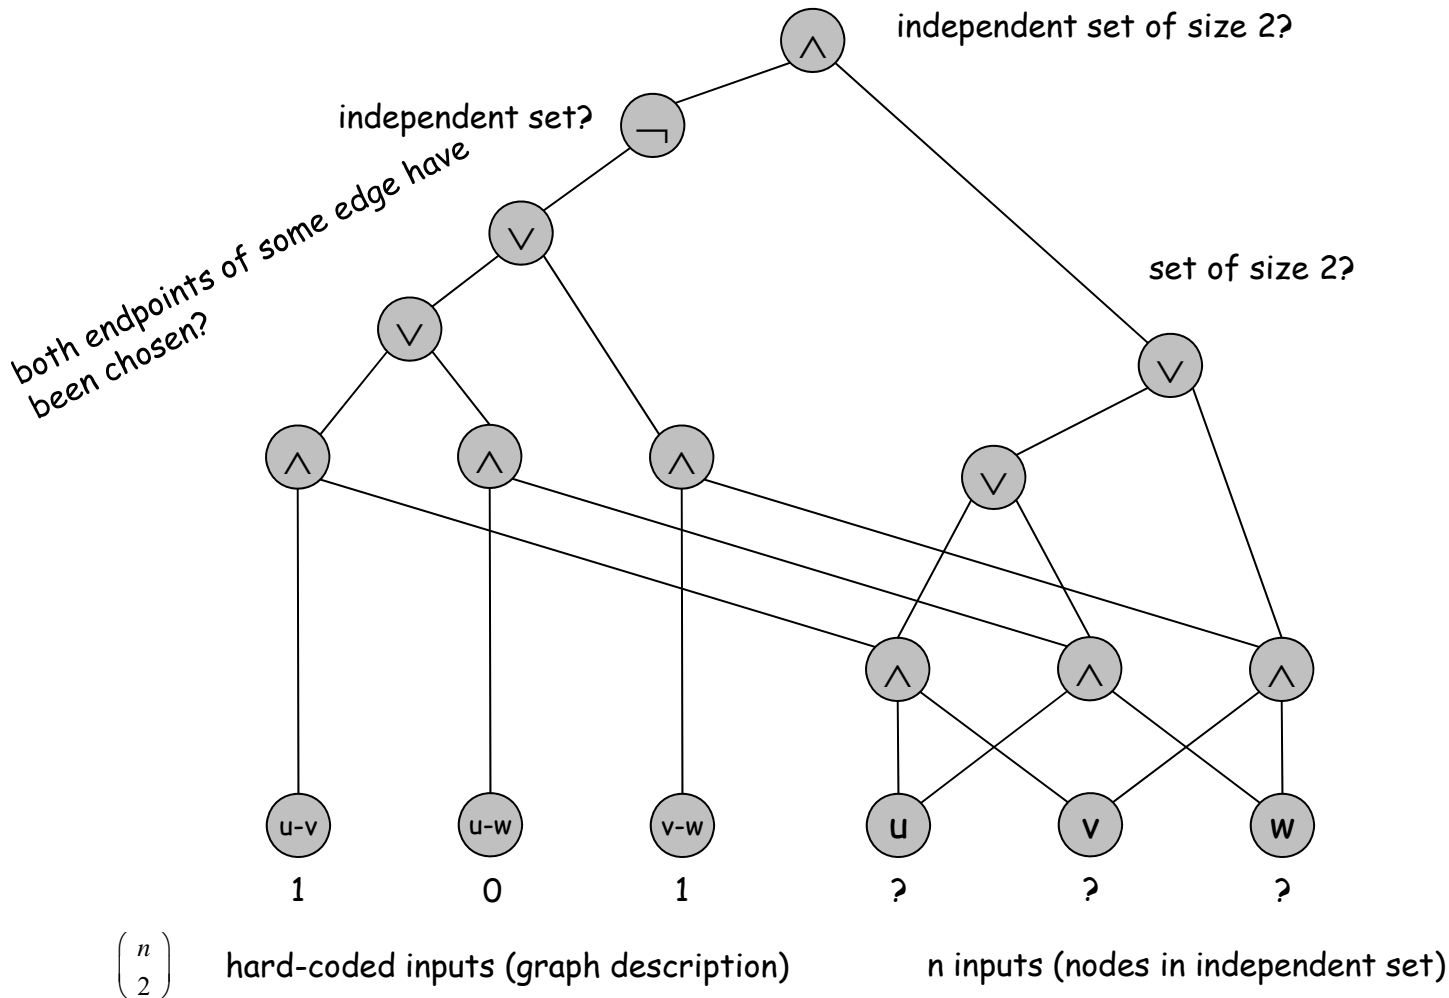 independent set of size 2?
∧
independent set?
¬
both endpoints of some edge have
been chosen?
∨
set of size 2?
∨
∨
∧ ∧ ∧
∨
∧ ∧ ∧
u-v u-w v-w u v w
1 0 1 ? ? ?
(n
2) hard-coded inputs (graph description) n inputs (nodes in independent set)